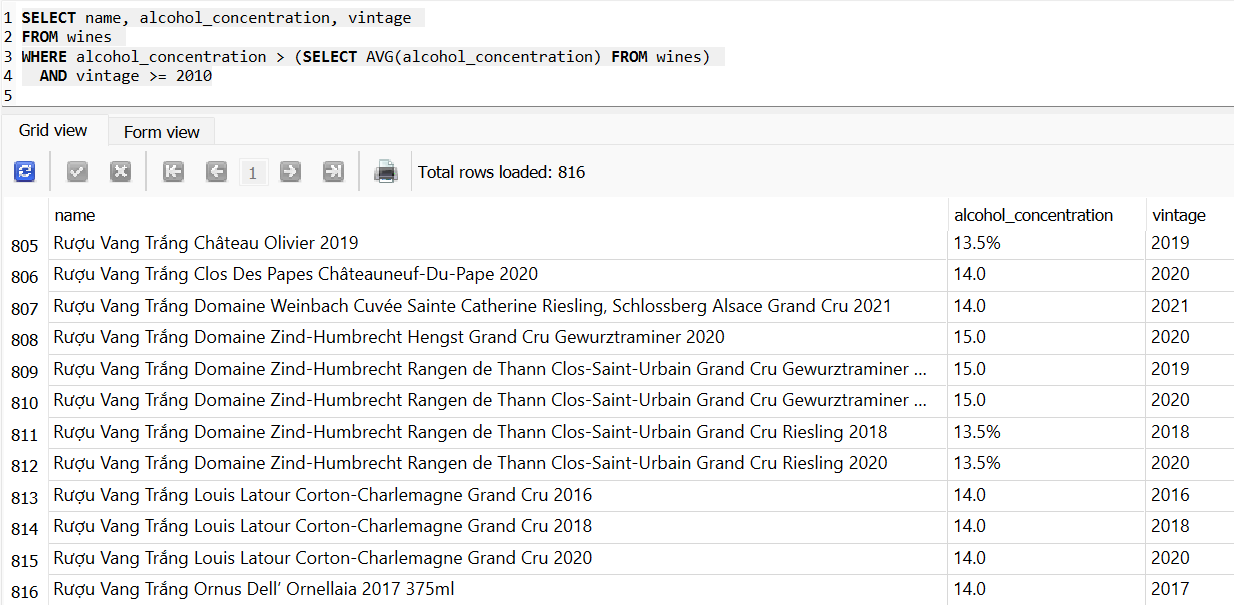 1 SELECT name, alcohol_concentration, vintage
2 FROM wines
3 WHERE alcohol_concentration > (SELECT AVG(alcohol_concentration) FROM wines)
4   AND vintage >= 2010
5
Grid view Form view
1 Total rows loaded: 816
name alcohol_concentration vintage
805 Rượu Vang Trắng Château Olivier 2019 13.5% 2019
806 Rượu Vang Trắng Clos Des Papes Châteauneuf-Du-Pape 2020 14.0 2020
807 Rượu Vang Trắng Domaine Weinbach Cuvée Sainte Catherine Riesling, Schlossberg Alsace Grand Cru 2021 14.0 2021
808 Rượu Vang Trắng Domaine Zind-Humbrecht Hengst Grand Cru Gewurztraminer 2020 15.0 2020
809 Rượu Vang Trắng Domaine Zind-Humbrecht Rangen de Thann Clos-Saint-Urbain Grand Cru Gewurztraminer ... 15.0 2019
810 Rượu Vang Trắng Domaine Zind-Humbrecht Rangen de Thann Clos-Saint-Urbain Grand Cru Gewurztraminer ... 15.0 2020
811 Rượu Vang Trắng Domaine Zind-Humbrecht Rangen de Thann Clos-Saint-Urbain Grand Cru Riesling 2018 13.5% 2018
812 Rượu Vang Trắng Domaine Zind-Humbrecht Rangen de Thann Clos-Saint-Urbain Grand Cru Riesling 2020 13.5% 2020
813 Rượu Vang Trắng Louis Latour Corton-Charlemagne Grand Cru 2016 14.0 2016
814 Rượu Vang Trắng Louis Latour Corton-Charlemagne Grand Cru 2018 14.0 2018
815 Rượu Vang Trắng Louis Latour Corton-Charlemagne Grand Cru 2020 14.0 2020
816 Rượu Vang Trắng Ornus Dell’ Ornellaia 2017 375ml 14.0 2017